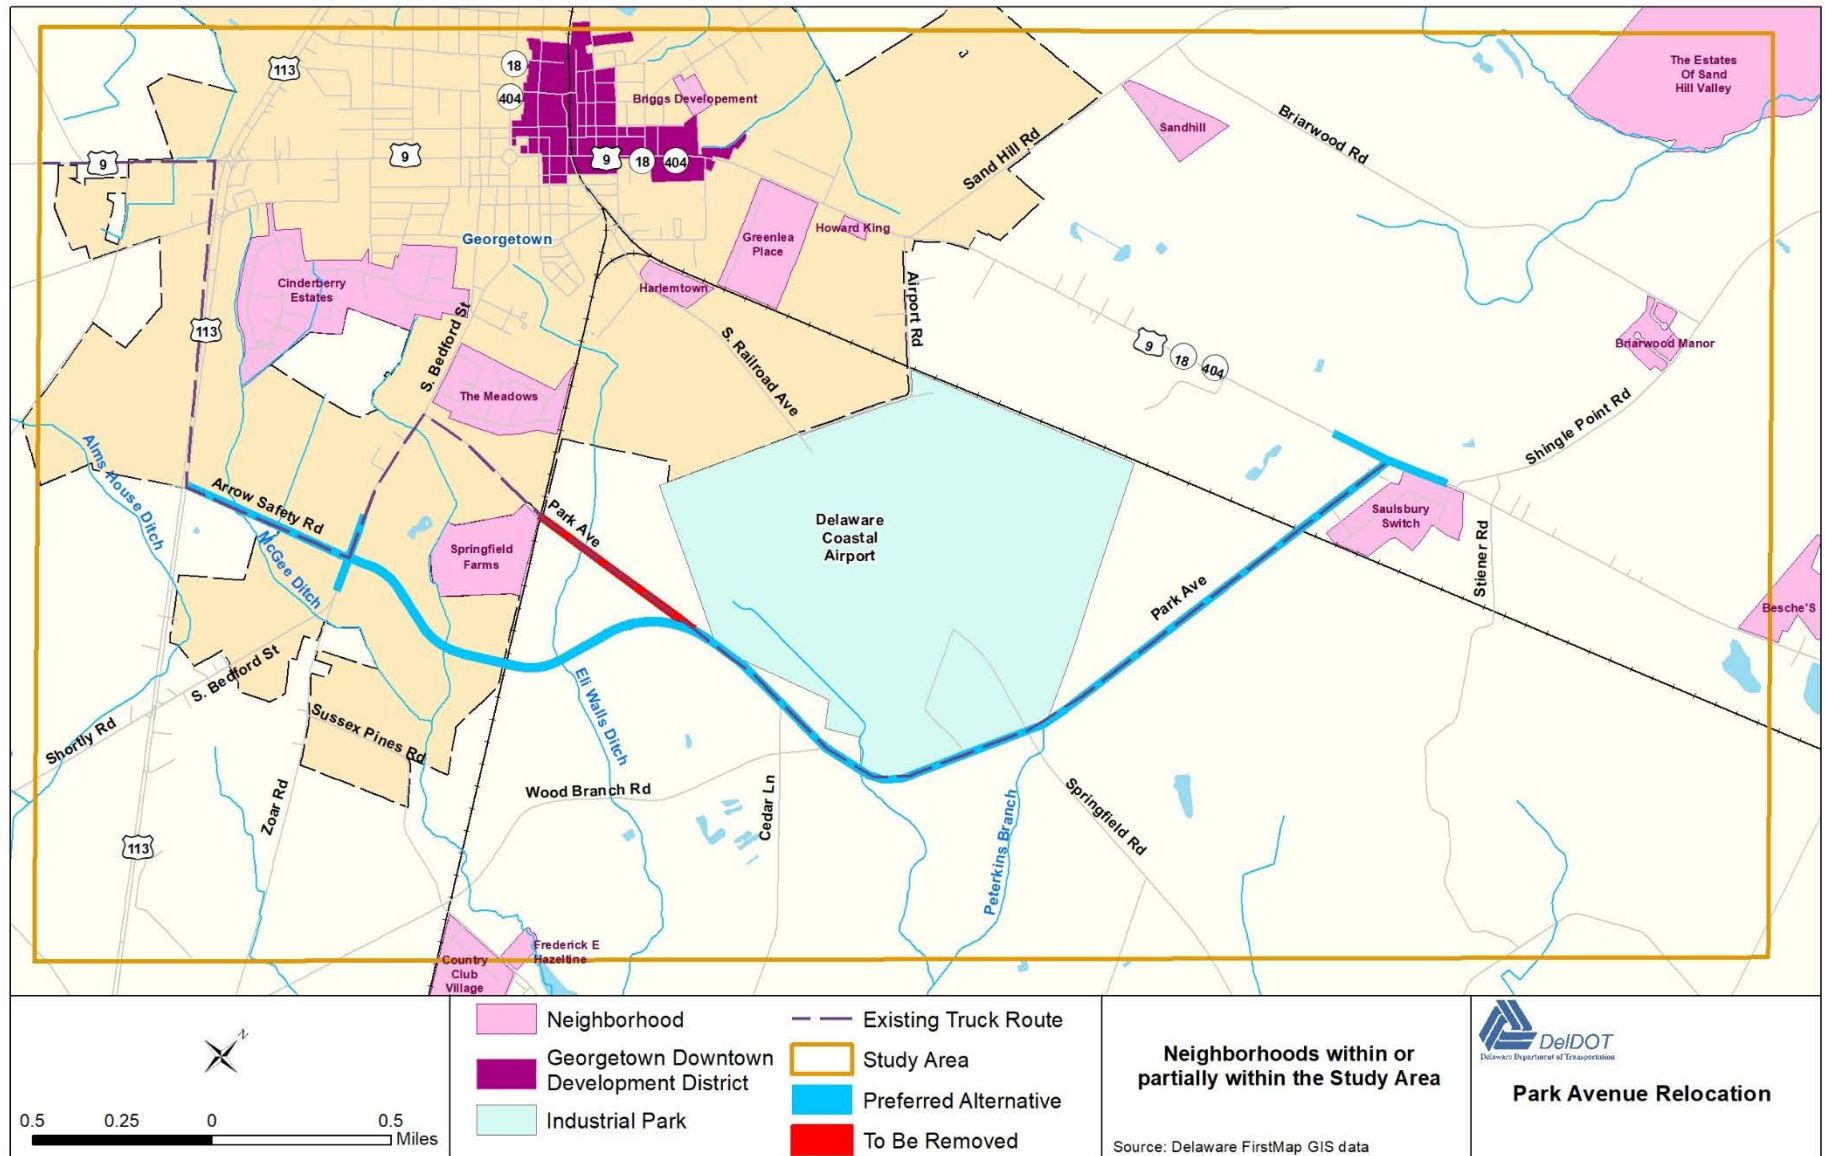 The Estates
Of Sand
Hill Valley
113
18
404
Briggs Developement
Sandhill
Briarwood Rd
9
9
9
18
404
Sand Hill Rd
Georgetown
Greenlea
Place
Howard King
Cinderberry
Estates
Harlemtown
Airport Rd
113
S. Bedford St
S. Railroad Ave
9
18
404
Briarwood Manor
The Meadows
Shingle Point Rd
Alms House Ditch
Arrow Safety Rd
McGee Ditch
Park Ave
Springfield
Farms
Delaware
Coastal
Airport
Saulsbury
Switch
Stiener Rd
Park Ave
Besche'S
S. Bedford St
Shortly Rd
Sussex Pines Rd
Eli Walls Ditch
Zoar Rd
Wood Branch Rd
Cedar Ln
Peterkins Branch
Springfield Rd
113
Frederick E
Hazeltine
Country
Club
Village
N
0.5 0.25 0 0.5
Miles
Neighborhood
Georgetown Downtown
Development District
Industrial Park
Existing Truck Route
Study Area
Preferred Alternative
To Be Removed
Neighborhoods within or
partially within the Study Area
Source: Delaware FirstMap GIS data
DelDOT
Delaware Department of Transportation
Park Avenue Relocation